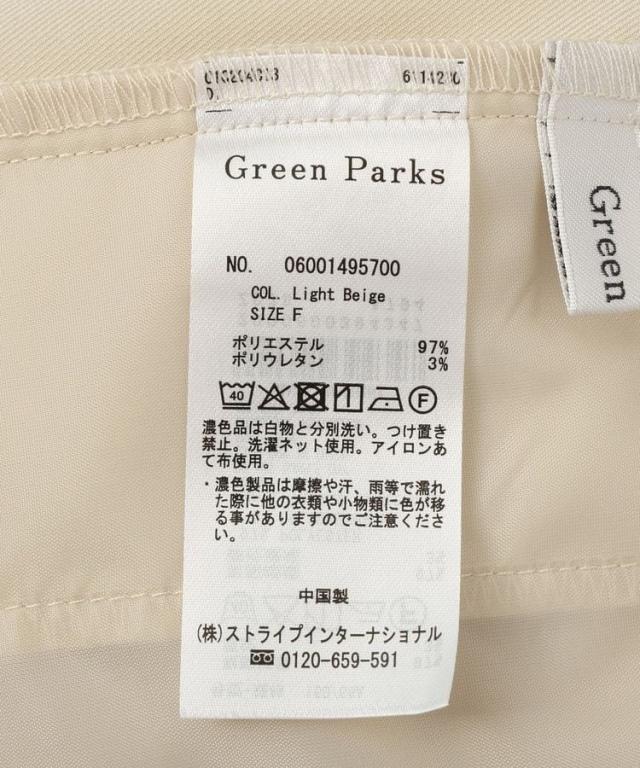 Green Parks
NO. 06001495700
COL. Light Beige
SIZE F
ポリエステル 97%
ポリウレタン 3%
40
F
濃色品は白物と分別洗い。つけ置き
禁止。洗濯ネット使用。アイロンあ
て布使用。
・濃色製品は摩擦や汗、雨等で濡れ
た際に他の衣類や小物類に色が移
る事がありますのでご注意くださ
い。
中国製
(株)ストライプインターナショナル
0120-659-591
Green